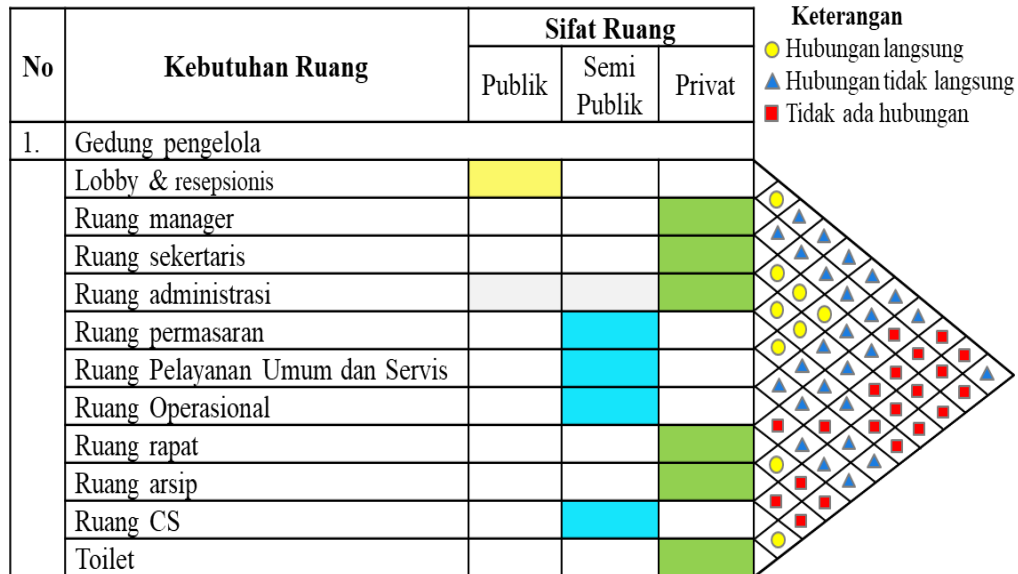 No
Kebutuhan Ruang
Sifat Ruang
Publik
Semi
Publik
Privat
Keterangan
Hubungan langsung
Hubungan tidak langsung
Tidak ada hubungan
1. Gedung pengelola
Lobby & resepsionis
Ruang manager
Ruang sekertaris
Ruang administrasi
Ruang permasaran
Ruang Pelayanan Umum dan Servis
Ruang Operasional
Ruang rapat
Ruang arsip
Ruang CS
Toilet